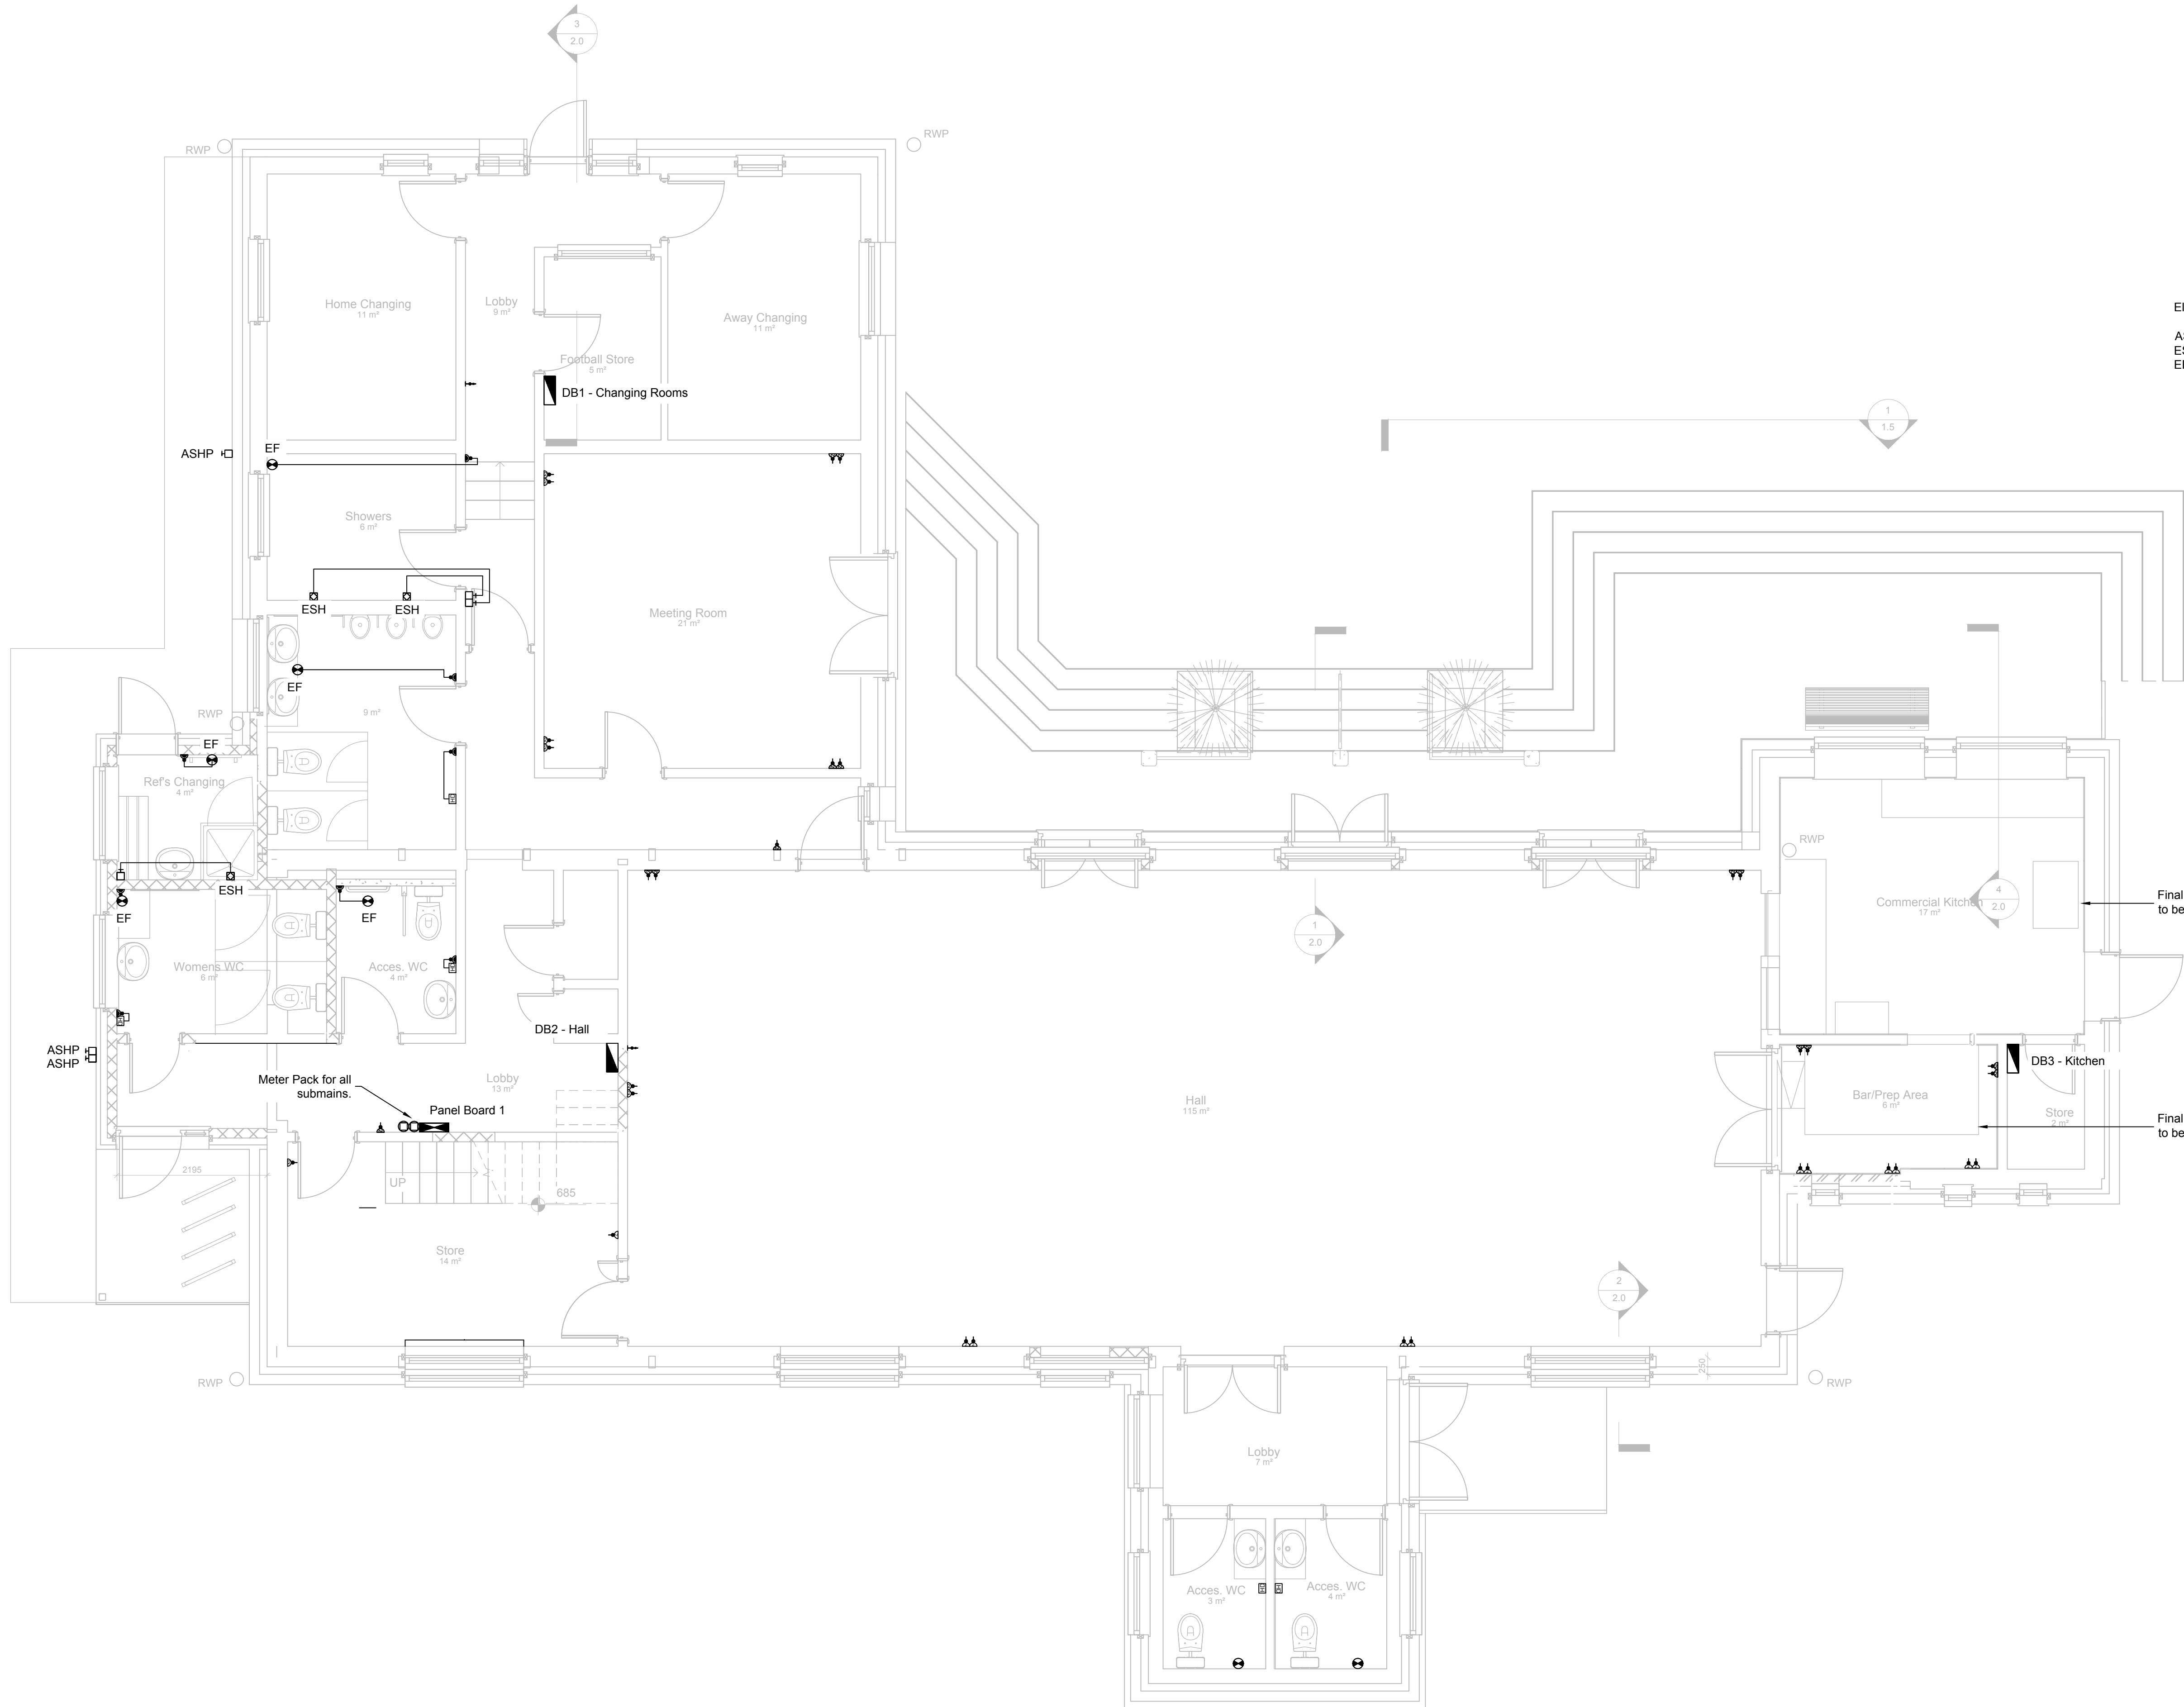 3
2.0
RWP
RWP
Home Changing
11 m²
Lobby
9 m²
Away Changing
11 m²
Football Store
5 m²
DB1 - Changing Rooms
1
1.5
ASHP
EF
Showers
6 m²
ESH
ESH
Meeting Room
21 m²
EF
9 m²
RWP
EF
Ref's Changing
4 m²
RWP
ESH
EF
EF
Commercial Kitchen
17 m²
4
2.0
Final
to be
1
2.0
Womens WC
6 m²
Acces. WC
4 m²
DB2 - Hall
ASHP
ASHP
Lobby
13 m²
Meter Pack for all
submains.
Panel Board 1
Hall
115 m²
DB3 - Kitchen
Bar/Prep Area
6 m²
Store
2 m²
Final
to be
2195
UP
685
Store
14 m²
2
2.0
RWP
250
RWP
Lobby
7 m²
Acces. WC
3 m²
Acces. WC
4 m²